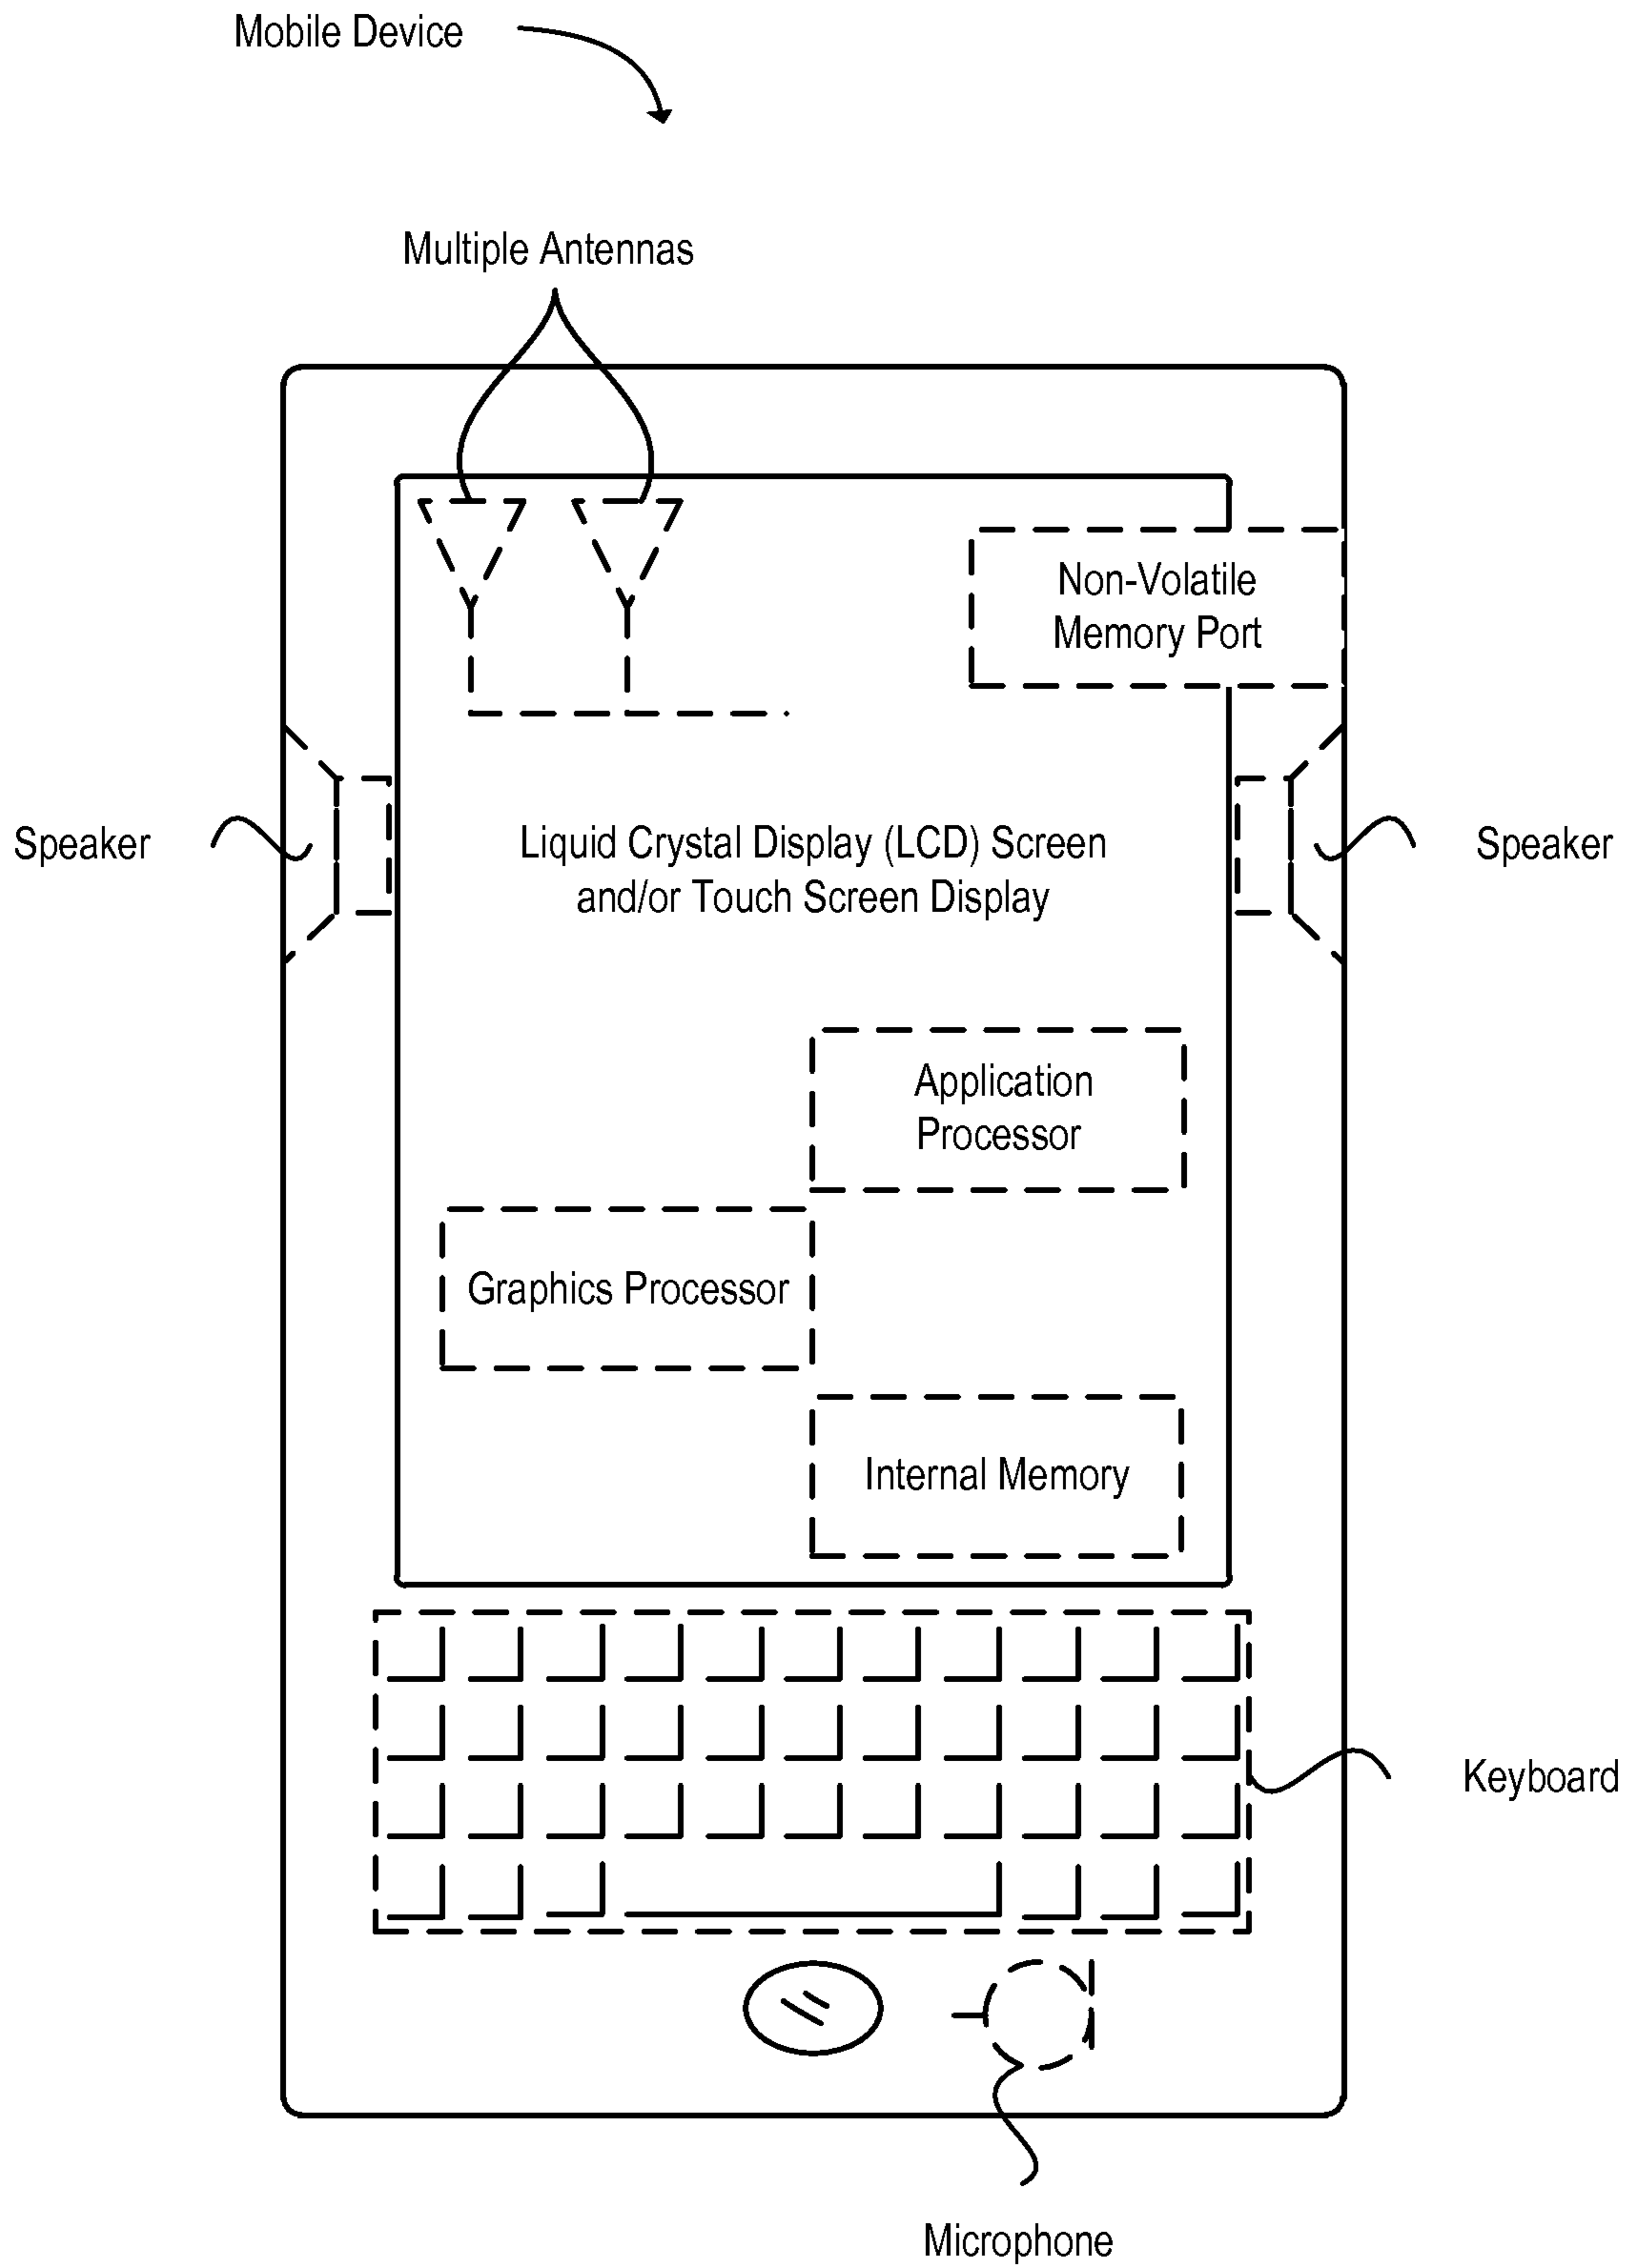 Mobile Device
Multiple Antennas
Non-Volatile
Memory Port
Speaker
Liquid Crystal Display (LCD) Screen
and/or Touch Screen Display
Speaker
Application
Processor
Graphics Processor
Internal Memory
Keyboard
Microphone